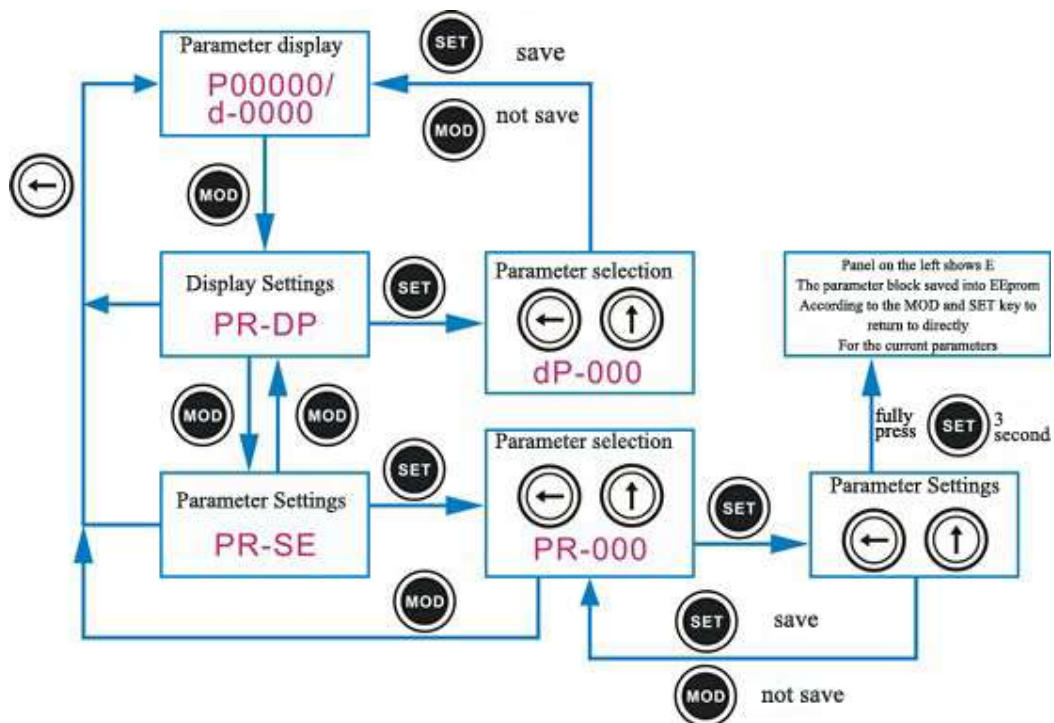 Parameter display
P00000/
d-0000
SET
save
MOD
not save
MOD
Display Settings
PR-DP
SET
Parameter selection
dP-000
Panel on the left shows E
The parameter block saved into EEprom
According to the MOD and SET key to
return to directly
For the current parameters
MOD
MOD
fully
press
SET
3
second
Parameter Settings
PR-SE
SET
Parameter selection
PR-000
SET
Parameter Settings
MOD
SET
save
MOD
not save